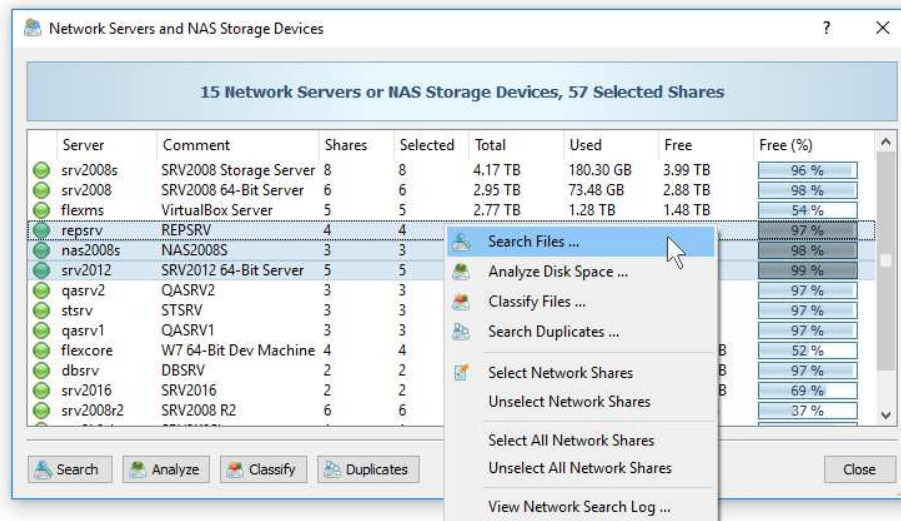 Network Servers and NAS Storage Devices
15 Network Servers or NAS Storage Devices, 57 Selected Shares
Server Comment Shares Selected Total Used Free Free (%)
srv2008s SRV2008 Storage Server 8 8 4.17 TB 180.30 GB 3.99 TB 96 %
srv2008 SRV2008 64-Bit Server 6 6 2.95 TB 73.48 GB 2.88 TB 98 %
flexms VirtualBox Server 5 5 2.77 TB 1.28 TB 1.48 TB 54 %
repsrv REPSRV 4 4 97 %
nas2008s NAS2008S 3 3 98 %
srv2012 SRV2012 64-Bit Server 5 5 99 %
qasrv2 QASRV2 3 3 97 %
stsrv STSRV 3 3 97 %
qasrv1 QASRV1 3 3 97 %
flexcore W7 64-Bit Dev Machine 4 4 B 52 %
dbsrv DBSRV 2 2 B 97 %
srv2016 SRV2016 2 2 B 69 %
srv2008r2 SRV2008 R2 6 6 37 %
Search Files ...
Analyze Disk Space ...
Classify Files ...
Search Duplicates ...
Select Network Shares
Unselect Network Shares
Select All Network Shares
Unselect All Network Shares
View Network Search Log ...
Search Analyze Classify Duplicates Close